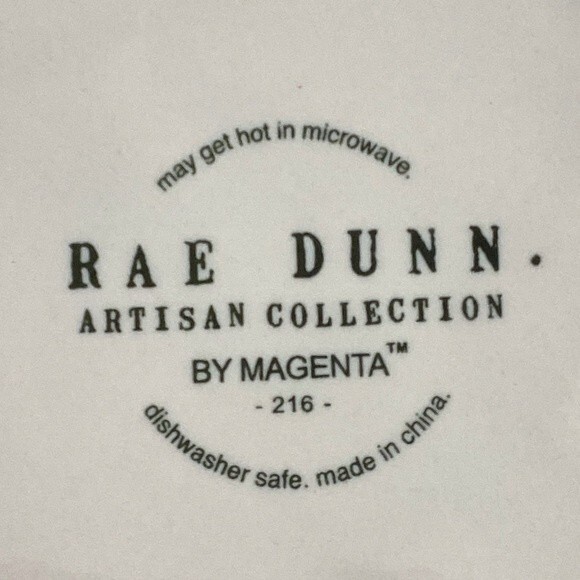 may get hot in microwave.
RAE DUNN.
ARTISAN COLLECTION
BY MAGENTA™
- 216 -
dishwasher safe. made in china.